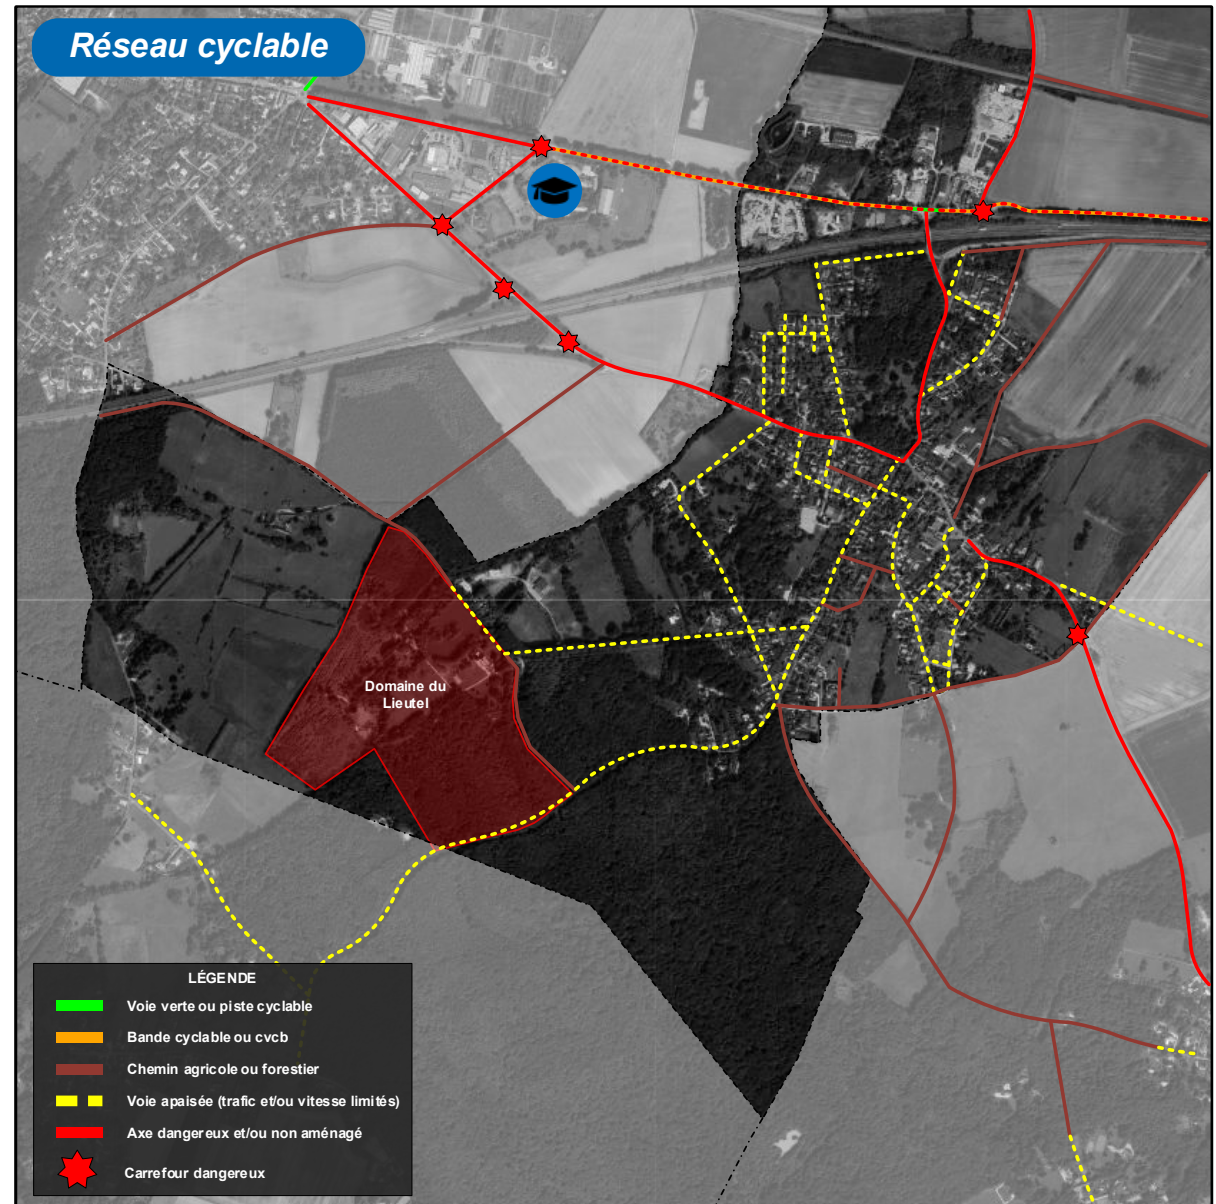 Réseau cyclable
Domaine du
Lieutel
LÉGENDE
Voie verte ou piste cyclable
Bande cyclable ou cvcb
Chemin agricole ou forestier
Voie apaisée (trafic et/ou vitesse limités)
Axe dangereux et/ou non aménagé
Carrefour dangereux